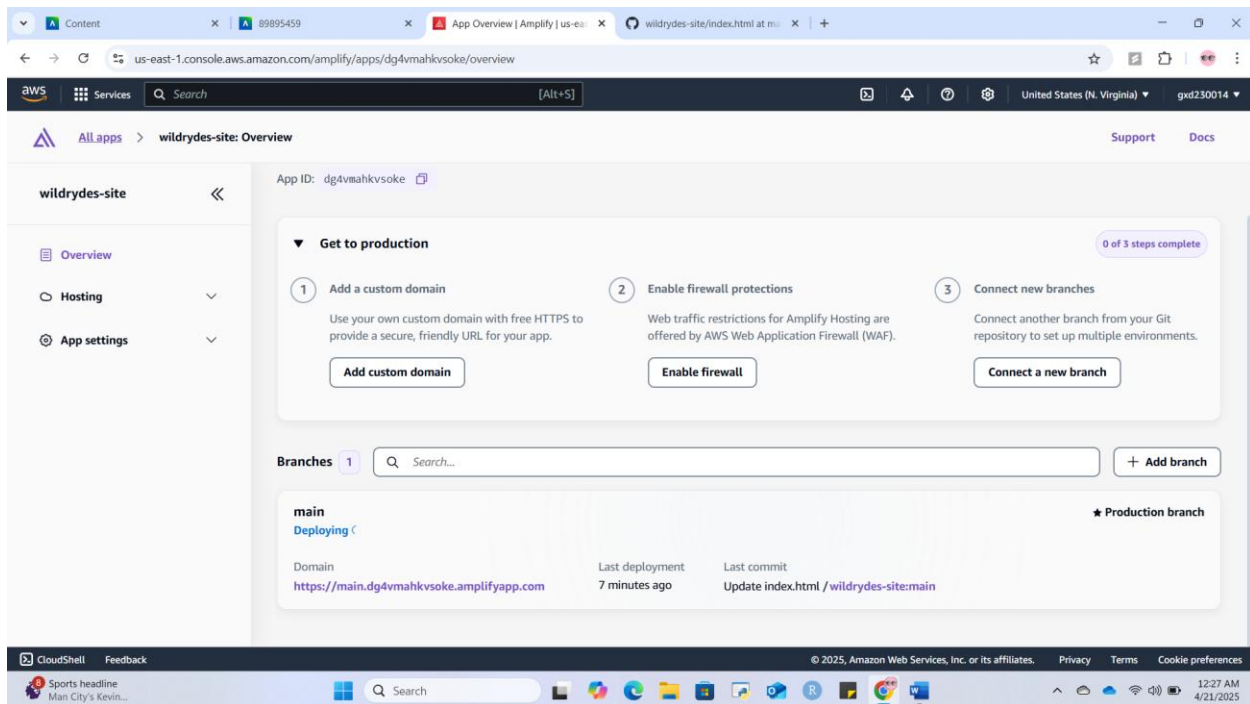 Content
89895459
App Overview | Amplify | us-ea
wildrydes-site/index.html at ma
us-east-1.console.aws.amazon.com/amplify/apps/dg4vmahkvsoke/overview
aws
Services
Search
[Alt+S]
United States (N. Virginia)
gxd230014
All apps > wildrydes-site: Overview
Support
Docs
wildrydes-site
Overview
Hosting
App settings
App ID: dg4vmahkvsoke
Get to production
0 of 3 steps complete
1
Add a custom domain
Use your own custom domain with free HTTPS to
provide a secure, friendly URL for your app.
Add custom domain
2
Enable firewall protections
Web traffic restrictions for Amplify Hosting are
offered by AWS Web Application Firewall (WAF).
Enable firewall
3
Connect new branches
Connect another branch from your Git
repository to set up multiple environments.
Connect a new branch
Branches 1
Search...
+ Add branch
main
Deploying
★ Production branch
Domain
https://main.dg4vmahkvsoke.amplifyapp.com
Last deployment
7 minutes ago
Last commit
Update index.html / wildrydes-site:main
CloudShell
Feedback
© 2025, Amazon Web Services, Inc. or its affiliates.
Privacy
Terms
Cookie preferences
8
Sports headline
Man City's Kevin...
Search
R
W
12:27 AM
4/21/2025